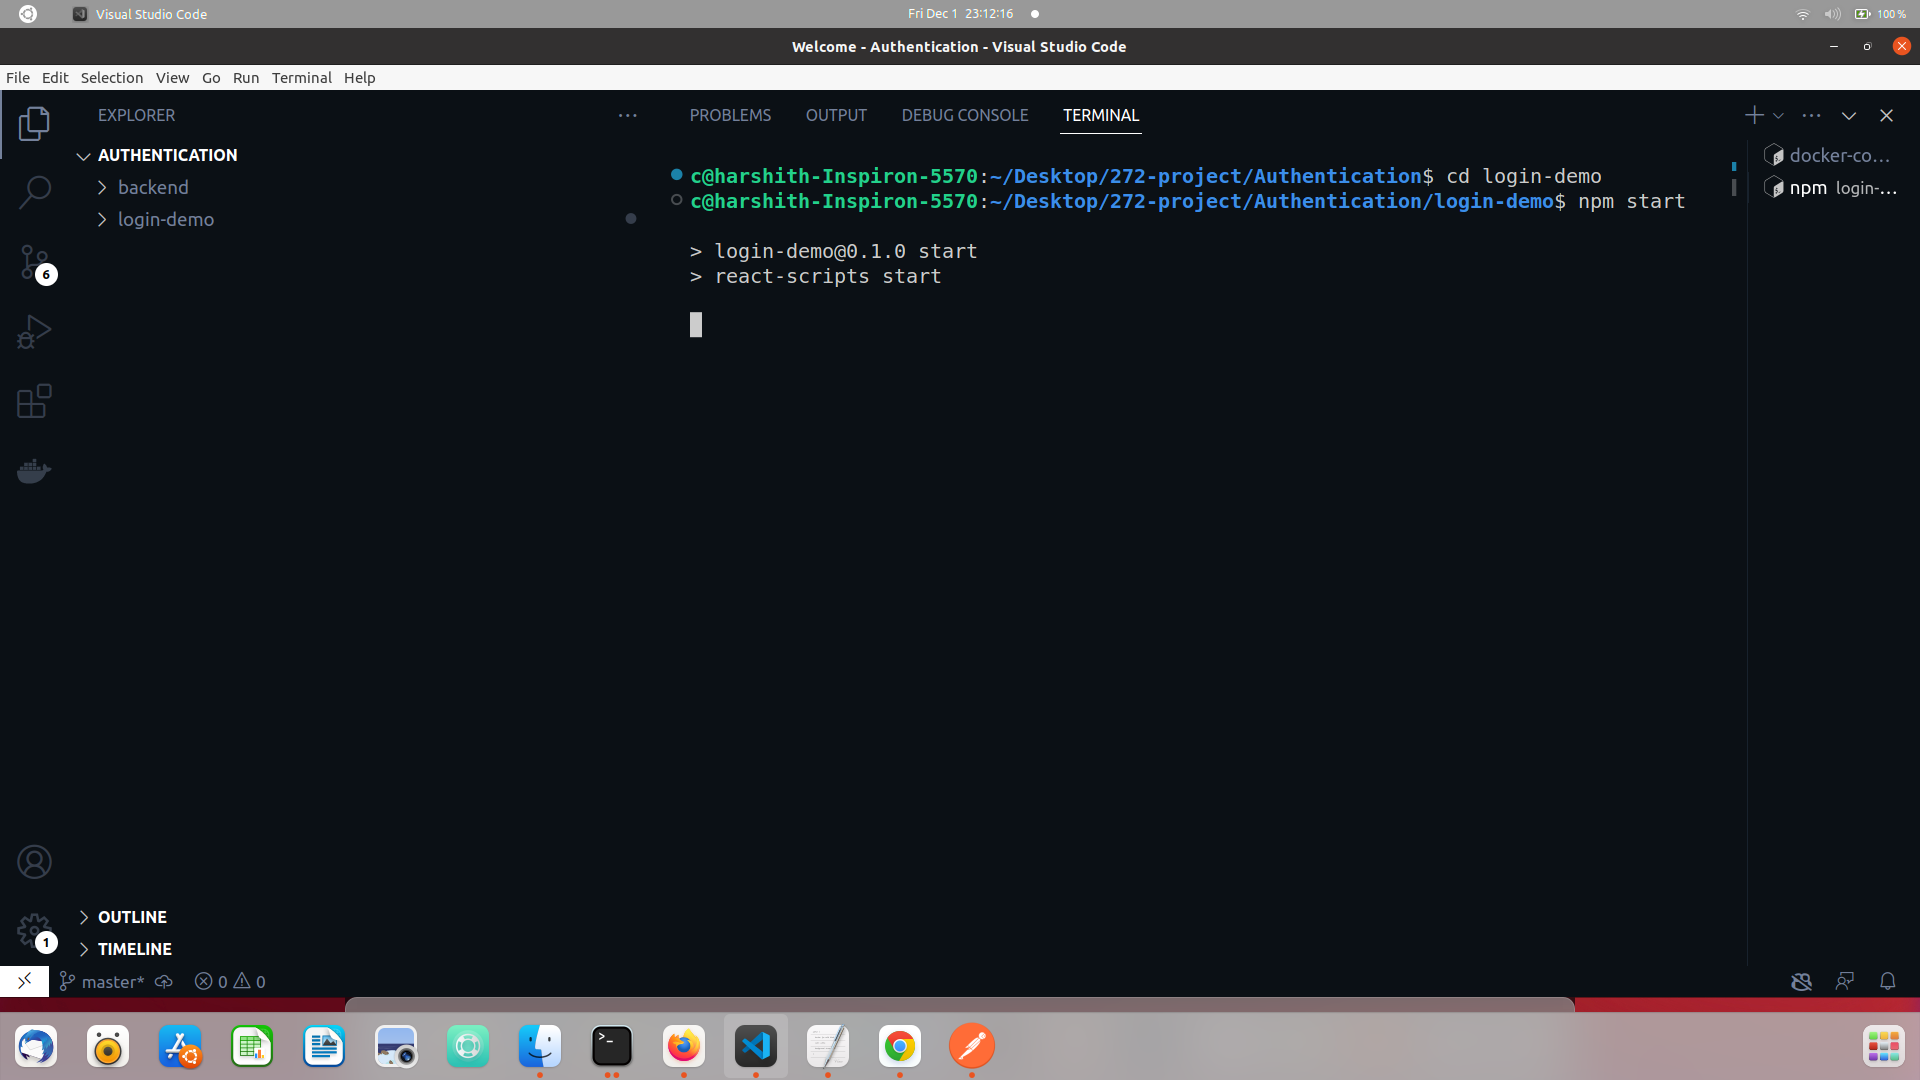 Visual Studio Code
Fri Dec 1 23:12:16
100 %
Welcome - Authentication - Visual Studio Code
File Edit Selection View Go Run Terminal Help
EXPLORER
PROBLEMS OUTPUT DEBUG CONSOLE TERMINAL
AUTHENTICATION
backend
login-demo
6
c@harshith-Inspiron-5570:~/Desktop/272-project/Authentication$ cd login-demo
c@harshith-Inspiron-5570:~/Desktop/272-project/Authentication/login-demo$ npm start
> login-demo@0.1.0 start
> react-scripts start
docker-co...
npm login-...
OUTLINE
1
TIMELINE
master* 0 0
>_